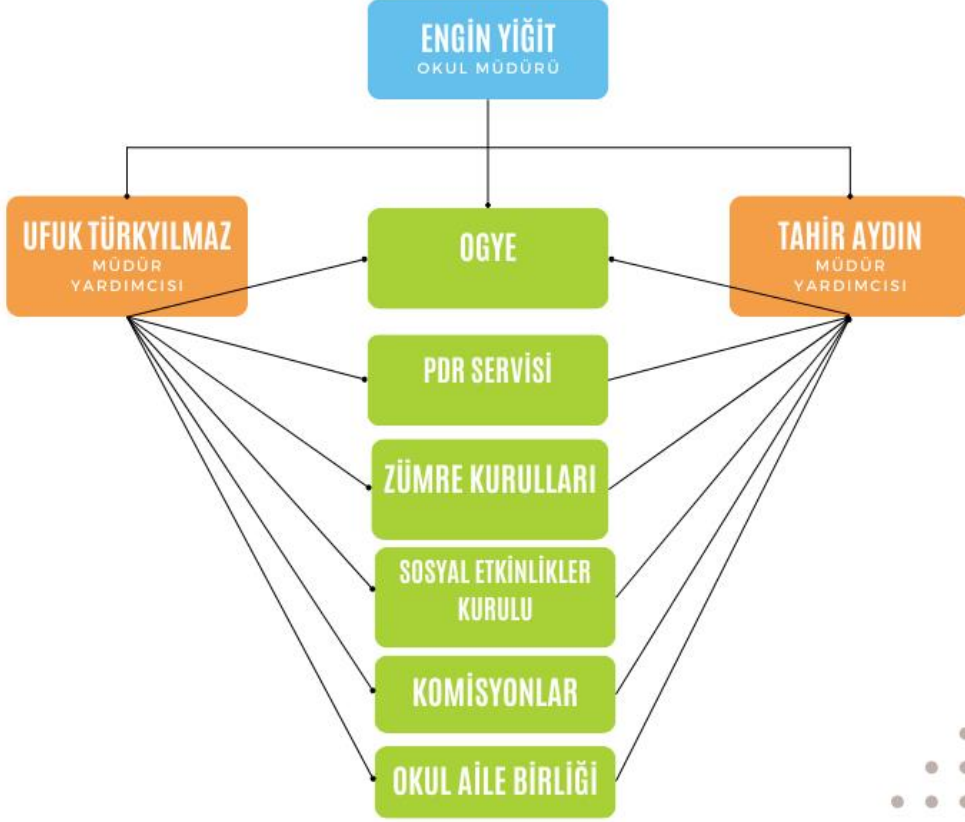 ENGİN YİĞİT
OKUL MÜDÜRÜ
UFUK TÜRKYILMAZ
MÜDÜR
YARDIMCISI
OGYE
TAHİR AYDIN
MÜDÜR
YARDIMCISI
PDR SERVİSİ
ZÜMRE KURULLARI
SOSYAL ETKİNLİKLER
KURULU
KOMİSYONLAR
OKUL AİLE BİRLİĞİ